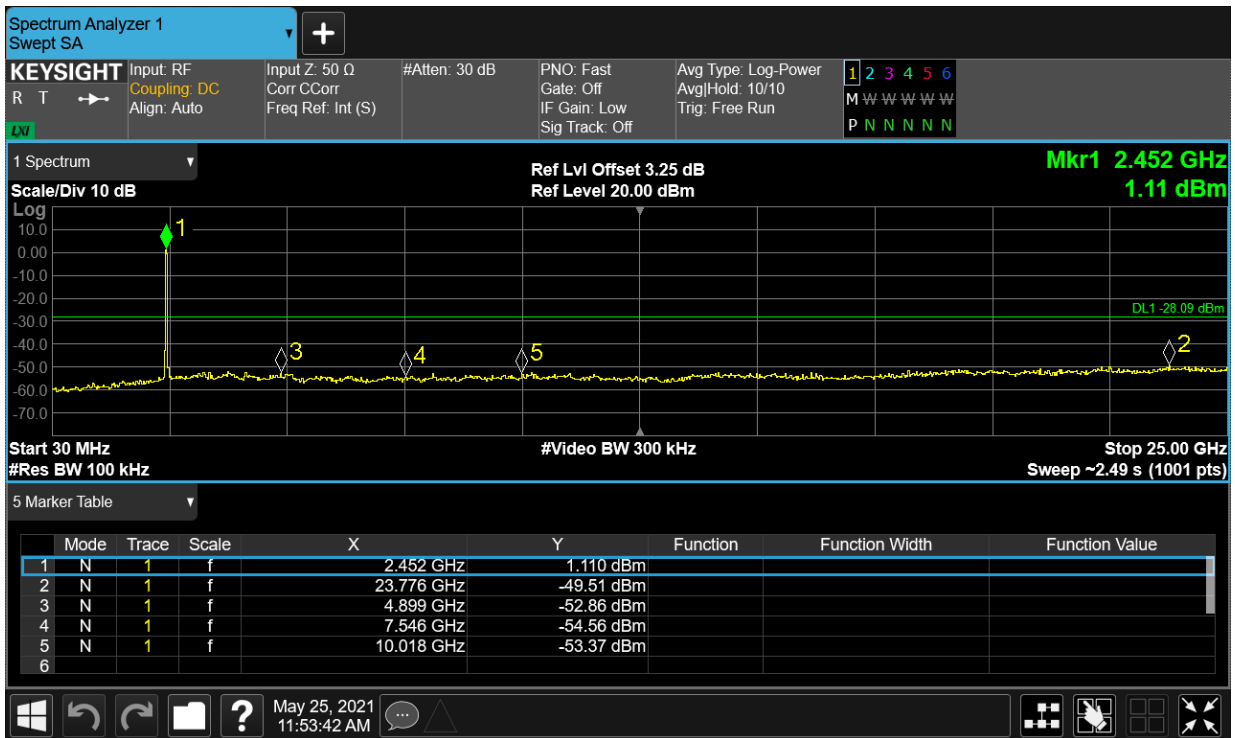 Spectrum Analyzer 1
Swept SA
KEYSIGHT
R T
LXI
Input: RF
Coupling: DC
Align: Auto
Input Z: 50 Ω
Corr CCorr
Freq Ref: Int (S)
#Atten: 30 dB
PNO: Fast
Gate: Off
IF Gain: Low
Sig Track: Off
Avg Type: Log-Power
Avg|Hold: 10/10
Trig: Free Run
1 2 3 4 5 6
M W W W W W
P N N N N N
1 Spectrum
Scale/Div 10 dB
Ref Lvl Offset 3.25 dB
Ref Level 20.00 dBm
Mkr1 2.452 GHz
1.11 dBm
Log
10.0
0.00
-10.0
-20.0
-30.0
-40.0
-50.0
-60.0
-70.0
1
DL1 -28.09 dBm
3
4
5
2
Start 30 MHz
#Video BW 300 kHz
Stop 25.00 GHz
#Res BW 100 kHz
Sweep ~2.49 s (1001 pts)
5 Marker Table
Mode Trace Scale X Y Function Function Width Function Value
1 N 1 f 2.452 GHz 1.110 dBm
2 N 1 f 23.776 GHz -49.51 dBm
3 N 1 f 4.899 GHz -52.86 dBm
4 N 1 f 7.546 GHz -54.56 dBm
5 N 1 f 10.018 GHz -53.37 dBm
6
?
May 25, 2021
11:53:42 AM